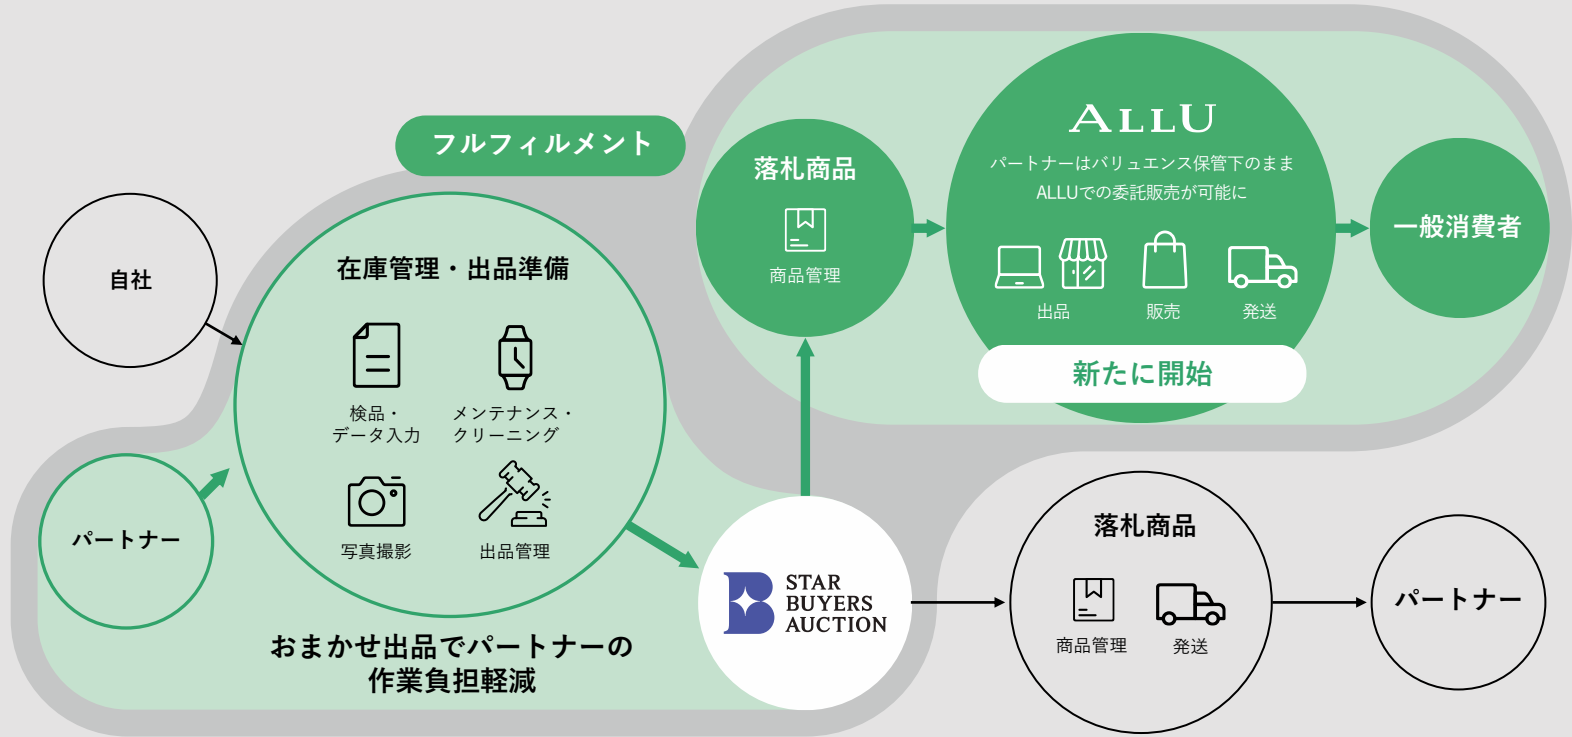 フルフィルメント
自社
パートナー
在庫管理・出品準備
検品・
データ入力
メンテナンス・
クリーニング
写真撮影
出品管理
おまかせ出品でパートナーの
作業負担軽減
STAR
BUYERS
AUCTION
落札商品
商品管理
ALLU
パートナーはバリュエンス保管下のまま
ALLUでの委託販売が可能に
出品
販売
発送
新たに開始
一般消費者
落札商品
商品管理
発送
パートナー